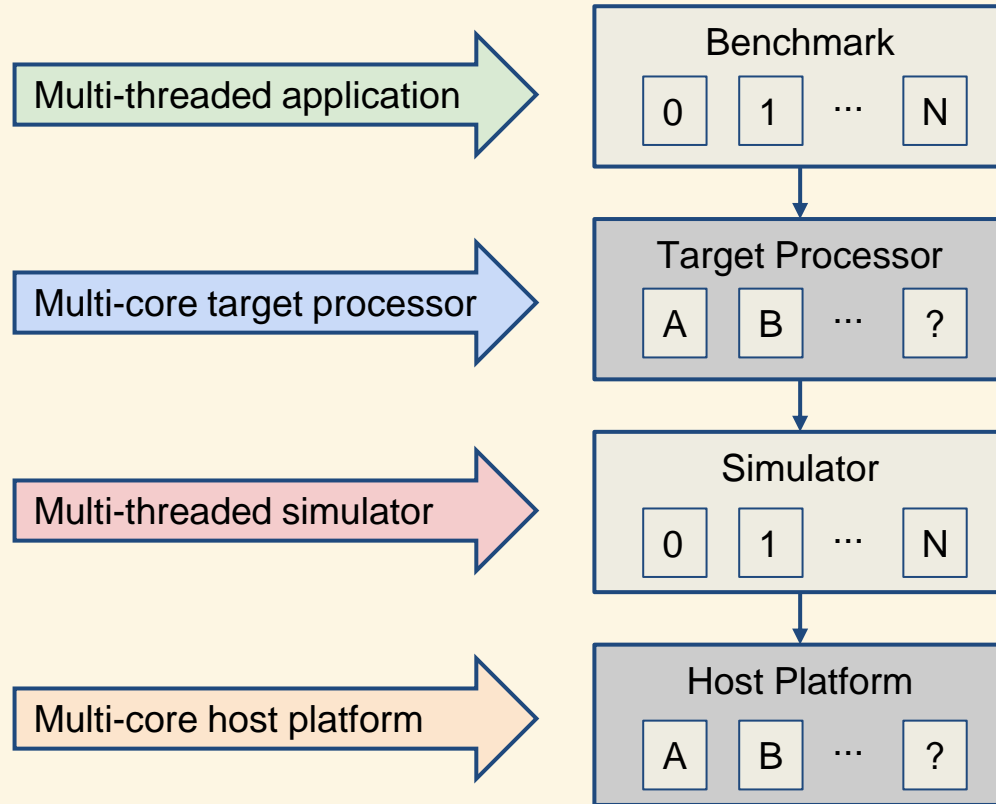 Multi-threaded application
Benchmark
0 1 ... N
Multi-core target processor
Target Processor
A B ... ?
Multi-threaded simulator
Simulator
0 1 ... N
Multi-core host platform
Host Platform
A B ... ?